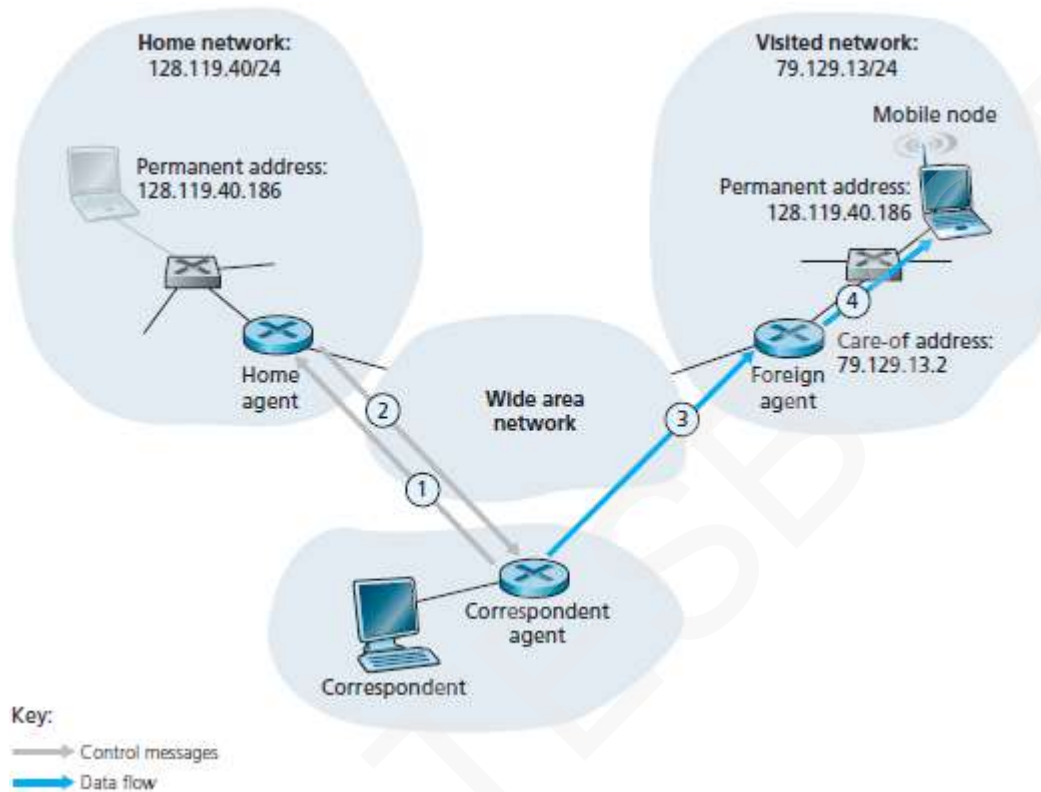 Home network:
128.119.40/24
Visited network:
79.129.13/24
Mobile node
Permanent address:
128.119.40.186
Permanent address:
128.119.40.186
4
Home
agent
Wide area
network
Foreign
agent
Care-of address:
79.129.13.2
2
3
1
Correspondent
agent
Correspondent
Key:
Control messages
Data flow